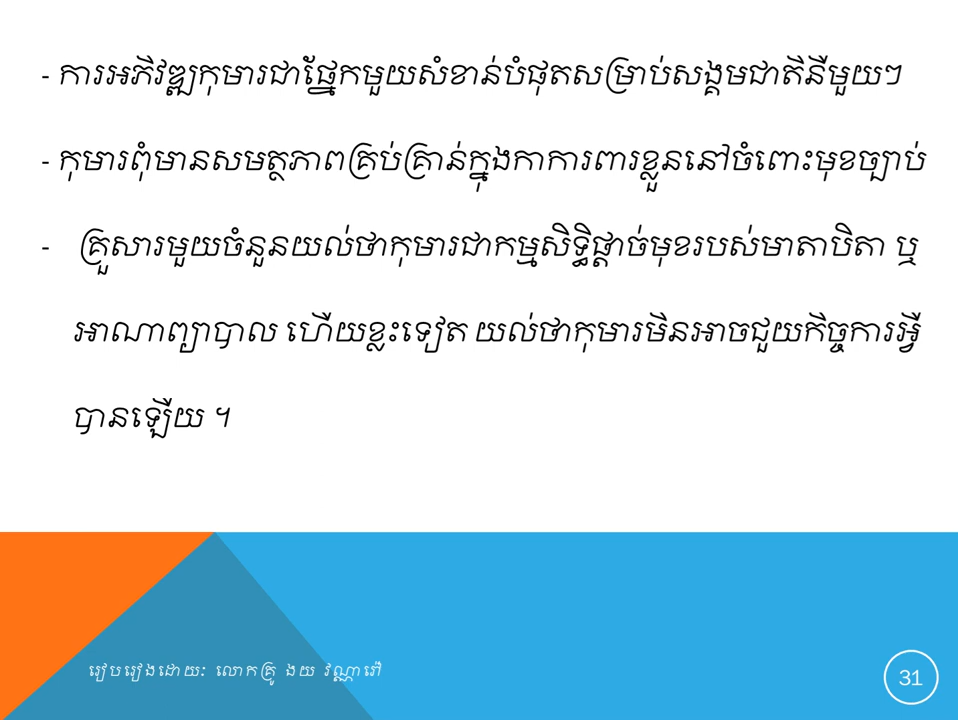 - ការអភិវឌ្ឍកុមារជាផ្នែកមួយសំខាន់បំផុតសម្រាប់សង្គមជាតិនីមួយៗ
- កុមារពុំមានសមត្ថភាពគ្រប់គ្រាន់ក្នុងកាការពារខ្លួននៅចំពោះមុខច្បាប់
- គ្រួសារមួយចំនួនយល់ថាកុមារជាកម្មសិទ្ធិផ្តាច់មុខរបស់មាតាបិតា ឬ
អាណាព្យាបាល ហើយខ្លះទៀត យល់ថាកុមារមិនអាចជួយកិច្ចការអ្វី
បានឡើយ ។
រៀបរៀងដោយ: លោកគ្រូ ងយ វណ្ណារ៉ើ
31